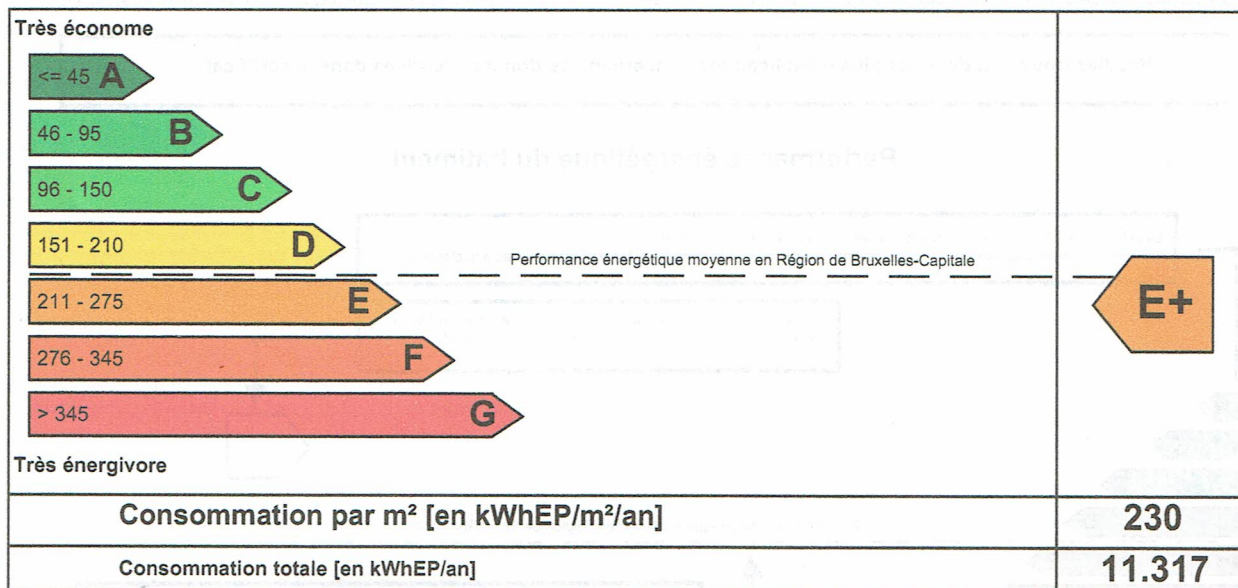 Très économe
<= 45 A
46 - 95 B
96 - 150 C
151 - 210 D
Performance énergétique moyenne en Région de Bruxelles-Capitale
E+
211 - 275 E
276 - 345 F
> 345 G
Très énergivore
Consommation par m² [en kWhEP/m²/an] 230
Consommation totale [en kWhEP/an] 11.317